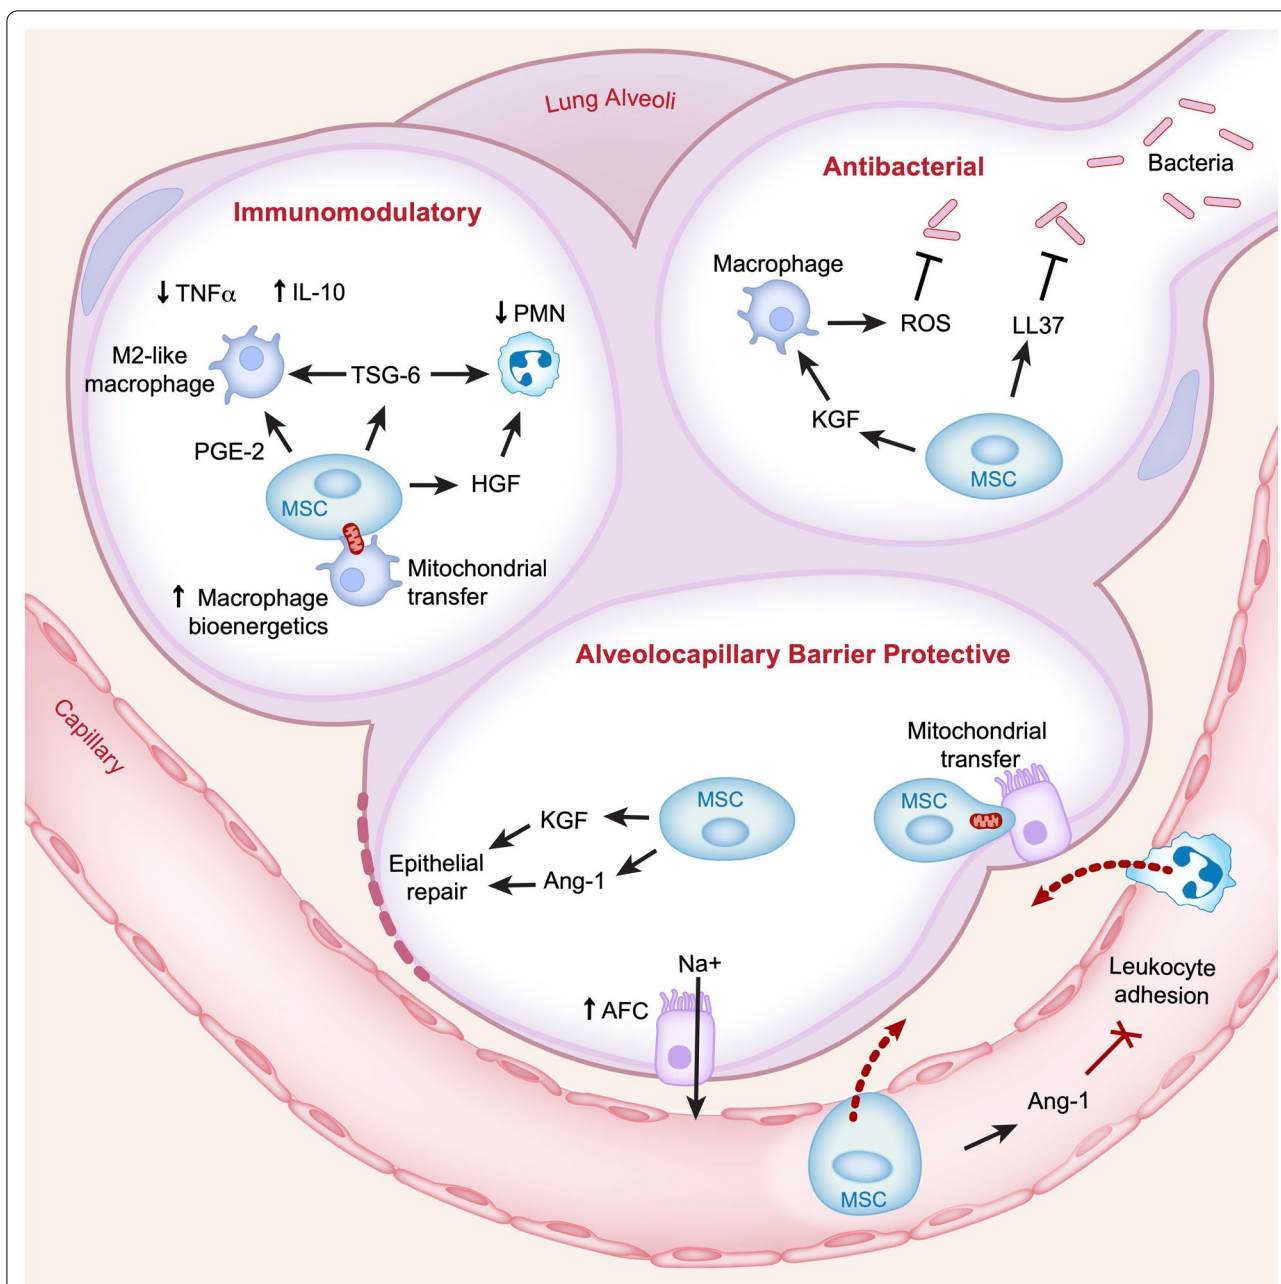 Lung Alveoli
Immunomodulatory
↓ TNFα
↑ IL-10
↓ PMN
M2-like
macrophage
TSG-6
PGE-2
MSC
HGF
Mitochondrial
transfer
↑ Macrophage
bioenergetics
Antibacterial
Bacteria
Macrophage
ROS
LL37
KGF
MSC
Alveolocapillary Barrier Protective
Mitochondrial
transfer
MSC
MSC
KGF
Epithelial
repair
Ang-1
Na+
↑ AFC
Capillary
Leukocyte
adhesion
Ang-1
MSC